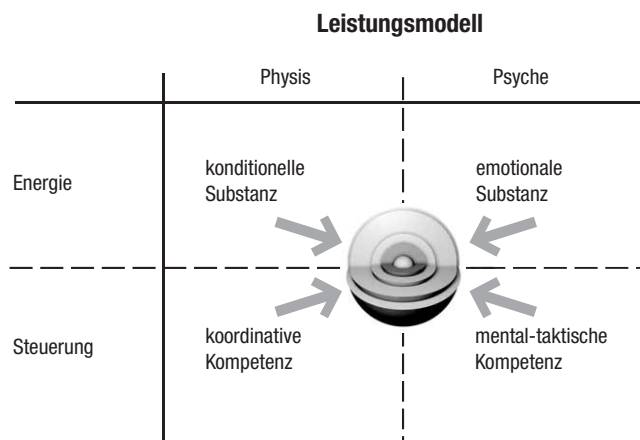 Leistungsmodell
Physis
Psyche
Energie
konditionelle
Substanz
emotionale
Substanz
Steuerung
koordinative
Kompetenz
mental-taktische
Kompetenz